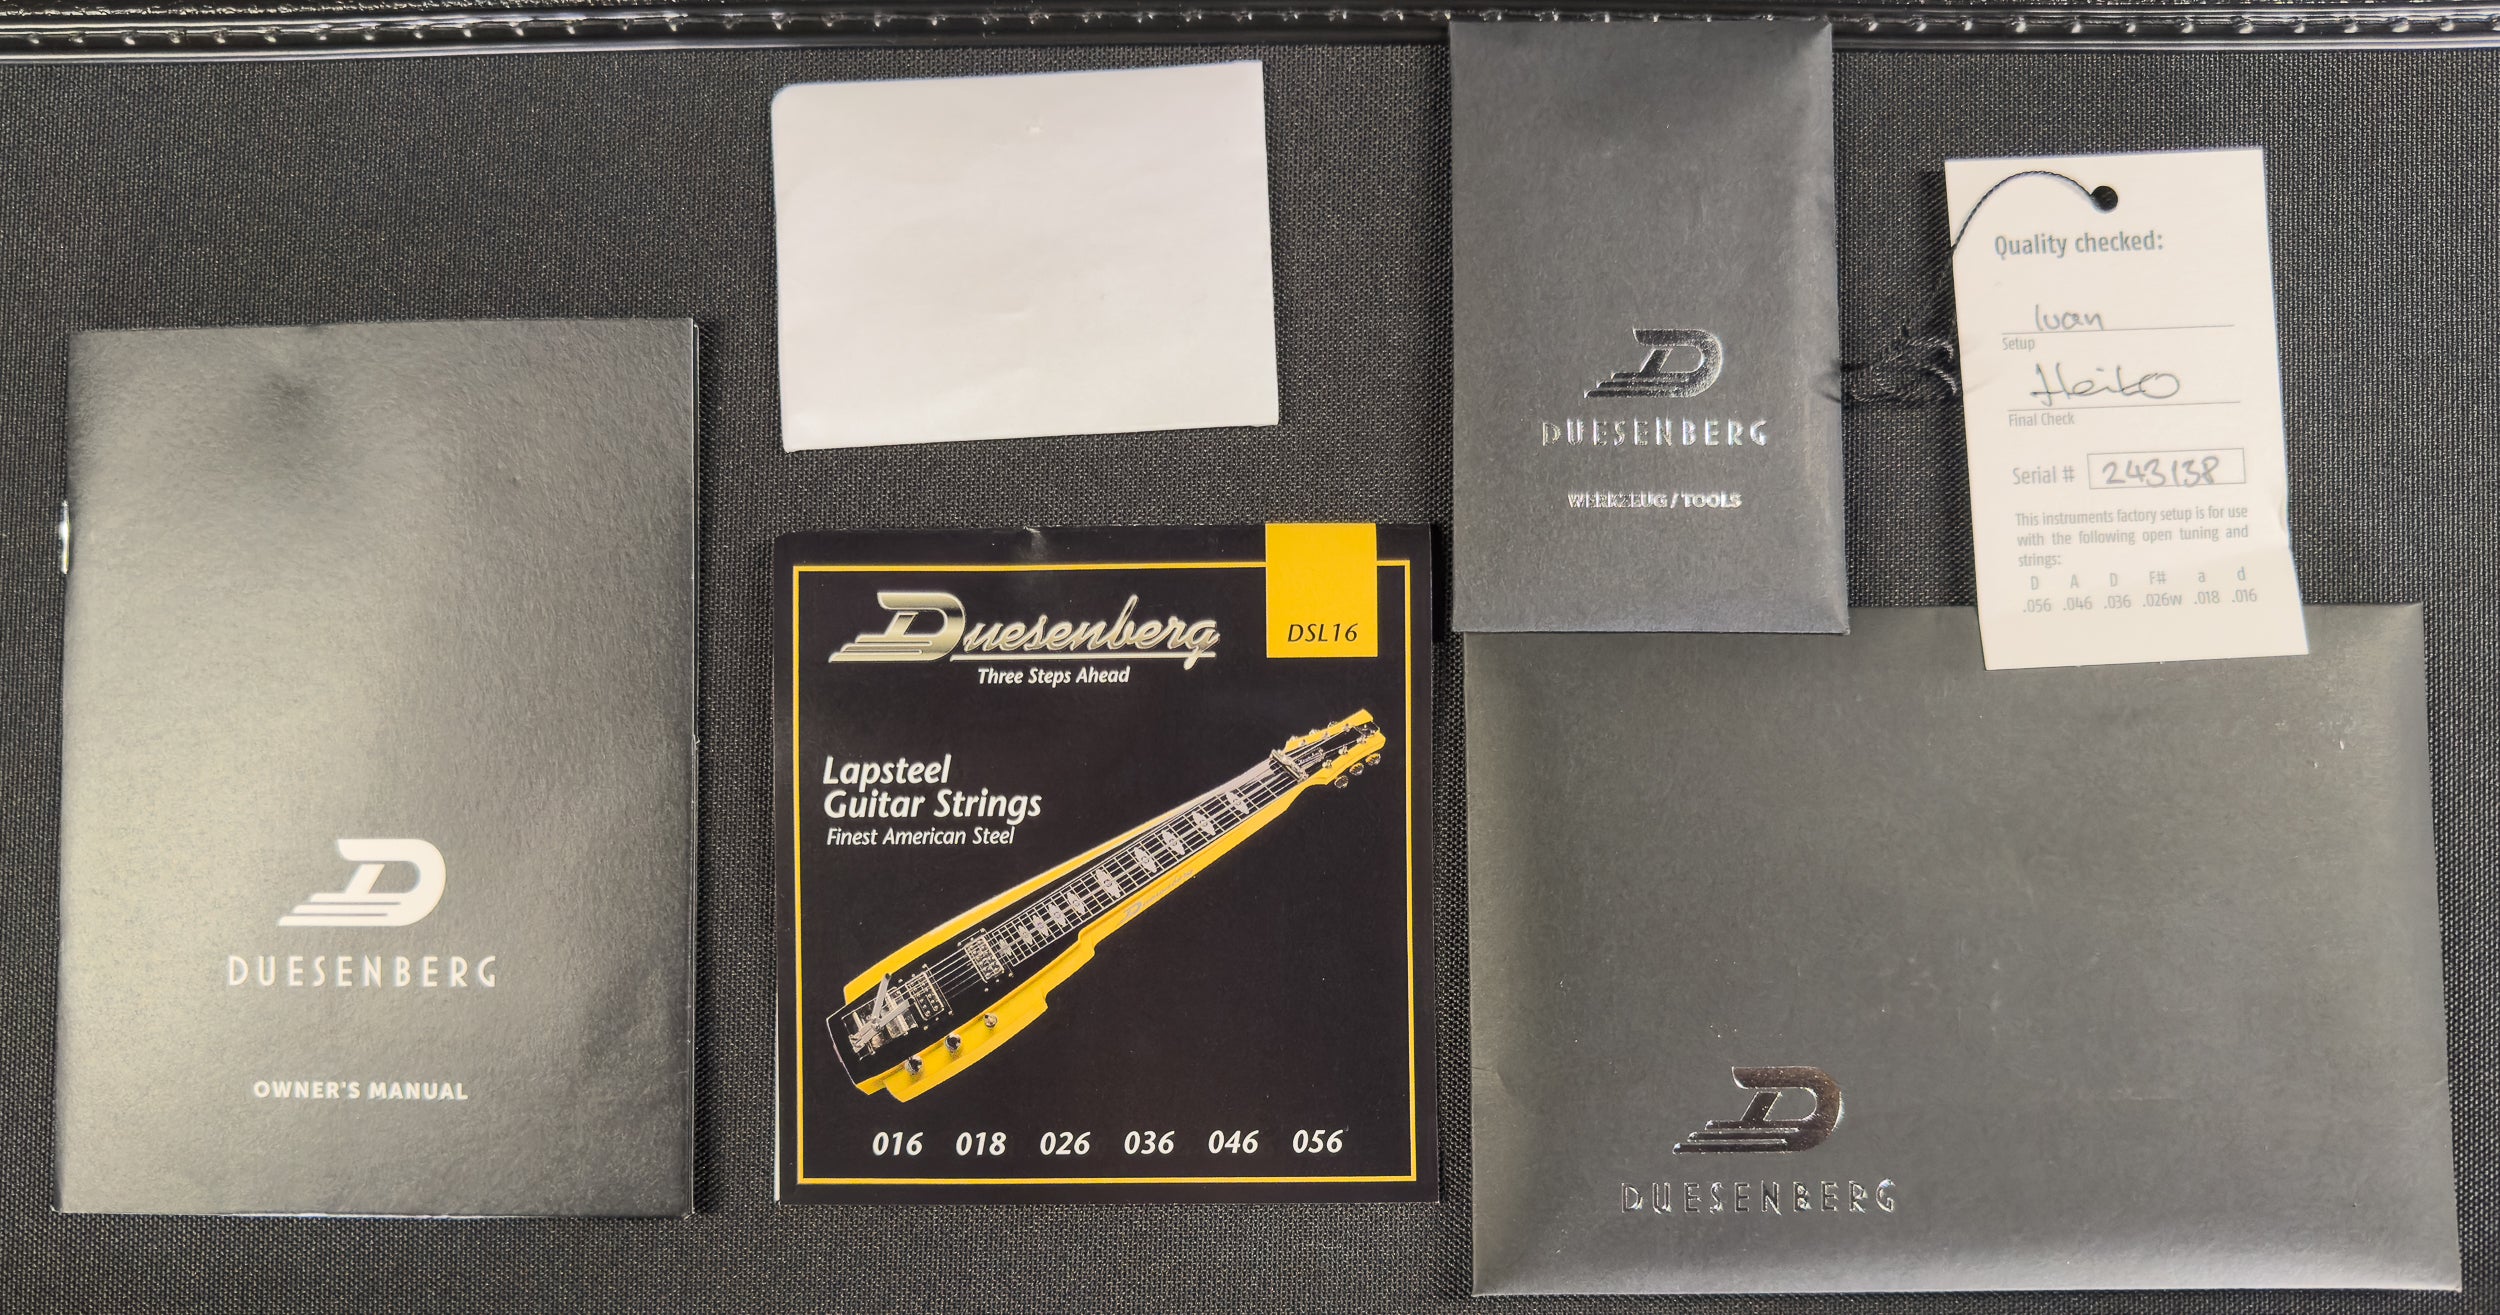 DUESENBERG
OWNER'S MANUAL
Duesenberg
Three Steps Ahead
DSL16
Lapsteel
Guitar Strings
Finest American Steel
016 018 026 036 046 056
DUESENBERG
WERKZEUG / TOOLS
Quality checked:
Ivan
Setup
Heiko
Final Check
Serial # 243138
This instruments factory setup is for use
with the following open tuning and
strings:
D A D F# a d
.056 .046 .036 .026w .018 .016
DUESENBERG